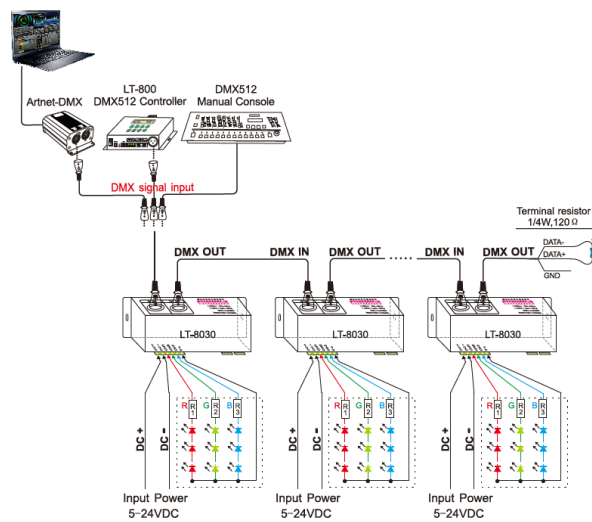 LT-800
DMX512
Artnet-DMX
DMX512 Controller
Manual Console
DMX signal input
Terminal resistor
1/4W,120Ω
DATA-
DATA+
GND
DMX OUT
DMX IN
DMX OUT
DMX IN
DMX OUT
LT-8030
LT-8030
LT-8030
R
R
1
G
R
2
B
R
3
R
R
1
G
R
2
B
R
3
R
R
1
G
R
2
B
R
3
DC +
DC -
DC +
DC -
DC +
DC -
Input Power
5-24VDC
Input Power
5-24VDC
Input Power
5-24VDC